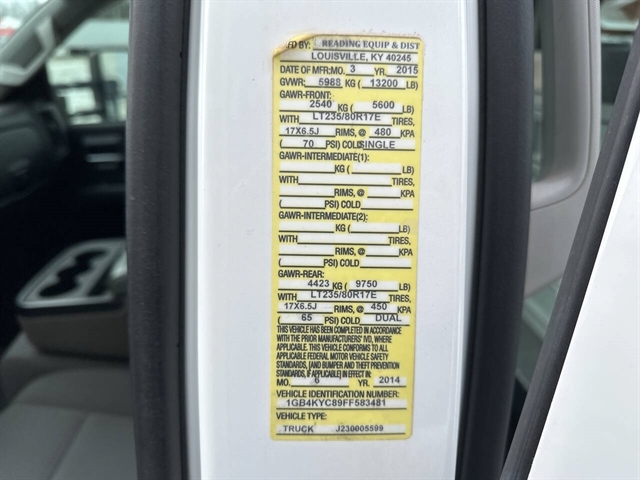 MFD BY: READING EQUIP & DIST
LOUISVILLE, KY 40245
DATE OF MFR: MO. 3 YR. 2015
GVWR: 5988 KG ( 13200 LB)
GAWR-FRONT:
2540 KG ( 5600 LB)
WITH LT235/80R17E TIRES,
17X6.5J RIMS, @ 480 KPA
( 70 PSI) COLD SINGLE
GAWR-INTERMEDIATE(1):
KG ( LB)
WITH TIRES,
RIMS, @ KPA
( PSI) COLD
GAWR-INTERMEDIATE(2):
KG ( LB)
WITH TIRES,
RIMS, @ KPA
( PSI) COLD
GAWR-REAR:
4423 KG ( 9750 LB)
WITH LT235/80R17E TIRES,
17X6.5J RIMS, @ 450 KPA
( 65 PSI) COLD DUAL
THIS VEHICLE HAS BEEN COMPLETED IN ACCORDANCE
WITH THE PRIOR MANUFACTURERS' IVD, WHERE
APPLICABLE. THIS VEHICLE CONFORMS TO ALL
APPLICABLE FEDERAL MOTOR VEHICLE SAFETY
STANDARDS, [AND BUMPER AND THEFT PREVENTION
STANDARDS, IF APPLICABLE] IN EFFECT IN:
MO. 6 YR. 2014
VEHICLE IDENTIFICATION NUMBER:
1GB4KYC89FF583481
VEHICLE TYPE:
TRUCK J230005599